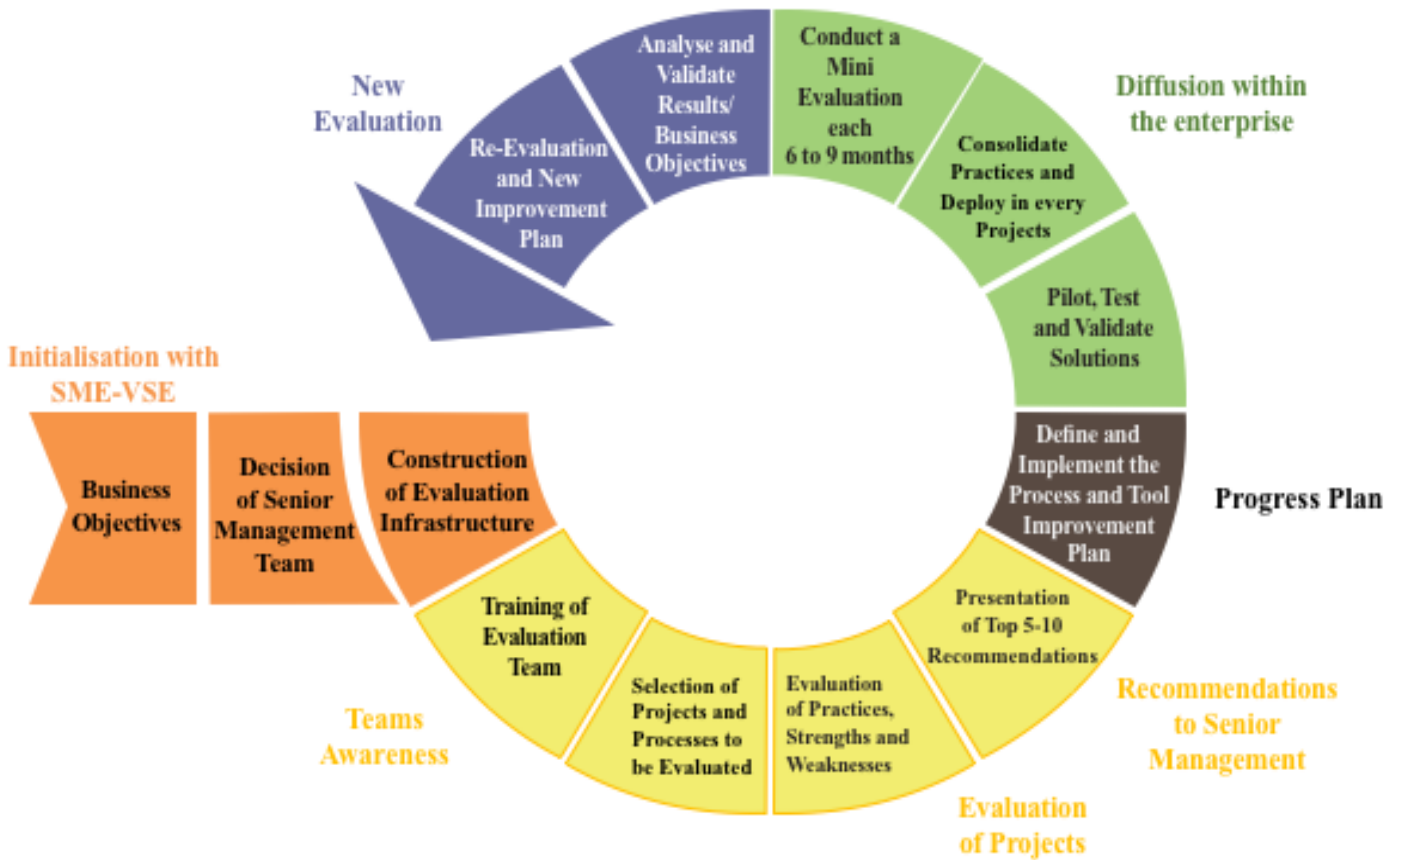 Initialisation with
SME-VSE
Business
Objectives
Decision
of Senior
Management
Team
Construction
of Evaluation
Infrastructure
Training of
Evaluation
Team
Teams
Awareness
Selection of
Projects and
Processes to
be Evaluated
Evaluation
of Practices,
Strengths and
Weaknesses
Evaluation
of Projects
Presentation
of Top 5-10
Recommendations
Recommendations
to Senior
Management
Define and
Implement the
Process and Tool
Improvement
Plan
Progress Plan
Pilot, Test
and Validate
Solutions
Consolidate
Practices and
Deploy in every
Projects
Diffusion within
the enterprise
Conduct a
Mini
Evaluation
each
6 to 9 months
Analyse and
Validate
Results/
Business
Objectives
Re-Evaluation
and New
Improvement
Plan
New
Evaluation